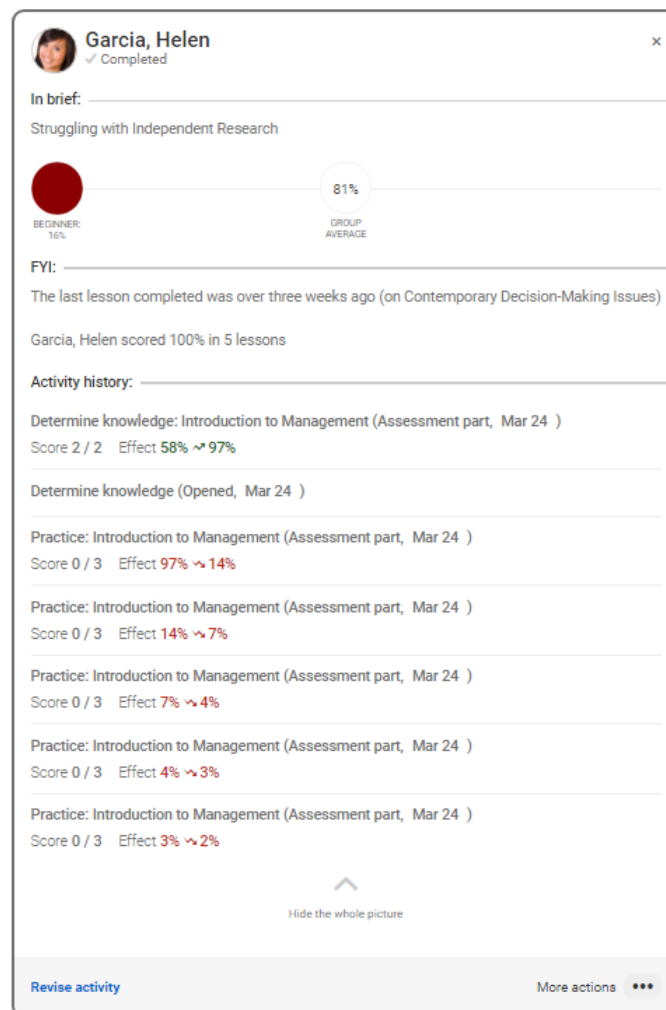 Garcia, Helen
×
Completed
In brief:
Struggling with Independent Research
81%
BEGINNER:
16%
GROUP
AVERAGE
FYI:
The last lesson completed was over three weeks ago (on Contemporary Decision-Making Issues)
Garcia, Helen scored 100% in 5 lessons
Activity history:
Determine knowledge: Introduction to Management (Assessment part, Mar 24 )
Score 2 / 2 Effect 58% 97%
Determine knowledge (Opened, Mar 24 )
Practice: Introduction to Management (Assessment part, Mar 24 )
Score 0 / 3 Effect 97% 14%
Practice: Introduction to Management (Assessment part, Mar 24 )
Score 0 / 3 Effect 14% 7%
Practice: Introduction to Management (Assessment part, Mar 24 )
Score 0 / 3 Effect 7% 4%
Practice: Introduction to Management (Assessment part, Mar 24 )
Score 0 / 3 Effect 4% 3%
Practice: Introduction to Management (Assessment part, Mar 24 )
Score 0 / 3 Effect 3% 2%
Hide the whole picture
Revise activity
More actions •••